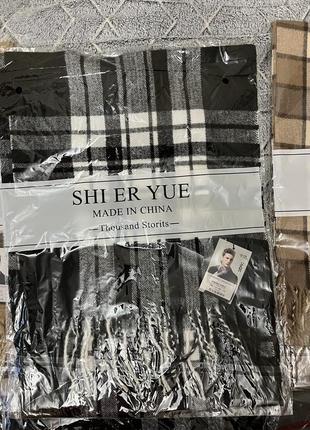 SHI ER YUE
MADE IN CHINA
—Thousand Storits—